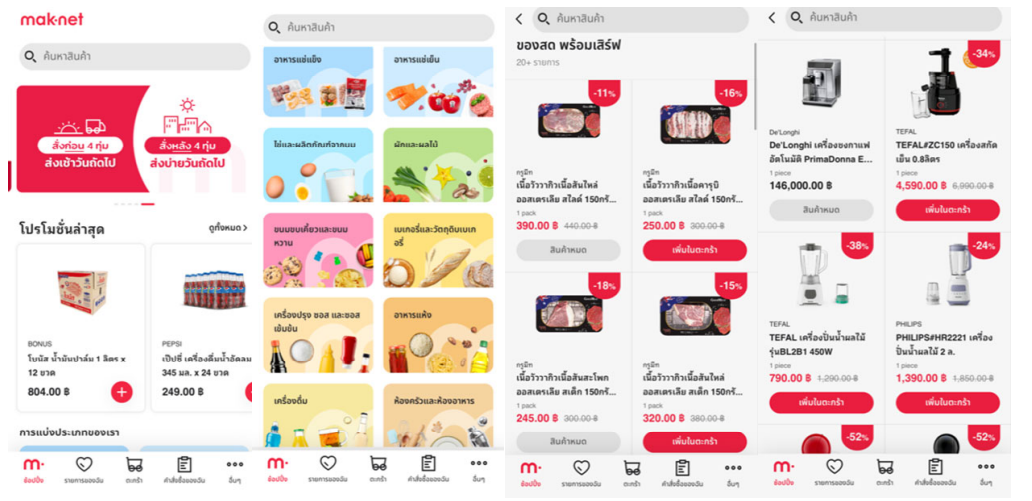 mak·net
ค้นหาสินค้า
สั่งก่อน 4 ทุ่ม
ส่งเช้าวันถัดไป
สั่งหลัง 4 ทุ่ม
ส่งบ่ายวันถัดไป
โปรโมชั่นล่าสุด
ดูทั้งหมด >
BONUS
โบนัส น้ำมันปาล์ม 1 ลิตร x
12 ขวด
804.00 ฿
PEPSI
เป๊ปซี่ เครื่องดื่มน้ำอัดลม
345 มล. x 24 ขวด
249.00 ฿
การแบ่งประเภทของเรา
m·
ช้อปปิ้ง
รายการของฉัน
ตะกร้า
คำสั่งซื้อของฉัน
อื่นๆ
ค้นหาสินค้า
อาหารแช่แข็ง
อาหารแช่เย็น
ไข่และผลิตภัณฑ์จากนม
ผักและผลไม้
ขนมขบเคี้ยวและขนม
หวาน
เบเกอรี่และวัตถุดิบเบเก
อรี่
เครื่องปรุง ซอส และซอส
เข้มข้น
อาหารแห้ง
เครื่องดื่ม
ห้องครัวและห้องอาหาร
m·
ช้อปปิ้ง
รายการของฉัน
ตะกร้า
คำสั่งซื้อของฉัน
อื่นๆ
ค้นหาสินค้า
ของสด พร้อมเสิร์ฟ
20+ รายการ
-11%
กรูมีท
เนื้อวัววากิวเนื้อสันไหล่
ออสเตรเลีย สไลด์ 150กรั...
1 pack
390.00 ฿ 440.00 ฿
สินค้าหมด
-16%
กรูมีท
เนื้อวัววากิวเนื้อคารูบิ
ออสเตรเลีย สไลด์ 150กรั...
1 pack
250.00 ฿ 300.00 ฿
เพิ่มในตะกร้า
-18%
กรูมีท
เนื้อวัววากิวเนื้อสันสะโพก
ออสเตรเลีย สเต็ก 150กรั...
1 pack
245.00 ฿ 300.00 ฿
สินค้าหมด
-15%
กรูมีท
เนื้อวัววากิวเนื้อสันไหล่
ออสเตรเลีย สเต็ก 150กรั...
1 pack
320.00 ฿ 380.00 ฿
เพิ่มในตะกร้า
m·
ช้อปปิ้ง
รายการของฉัน
ตะกร้า
คำสั่งซื้อของฉัน
อื่นๆ
ค้นหาสินค้า
De'Longhi
De'Longhi เครื่องชงกาแฟ
อัตโนมัติ PrimaDonna E...
1 piece
146,000.00 ฿
สินค้าหมด
-34%
TEFAL
TEFAL#ZC150 เครื่องสกัด
เย็น 0.8ลิตร
1 piece
4,590.00 ฿ 6,990.00 ฿
เพิ่มในตะกร้า
-38%
TEFAL
TEFAL เครื่องปั่นน้ำผลไม้
รุ่นBL2B1 450W
1 piece
790.00 ฿ 1,290.00 ฿
เพิ่มในตะกร้า
-24%
PHILIPS
PHILIPS#HR2221 เครื่อง
ปั่นน้ำผลไม้ 2 ล.
1 piece
1,390.00 ฿ 1,850.00 ฿
เพิ่มในตะกร้า
-52%
-52%
m·
ช้อปปิ้ง
รายการของฉัน
ตะกร้า
คำสั่งซื้อของฉัน
อื่นๆ